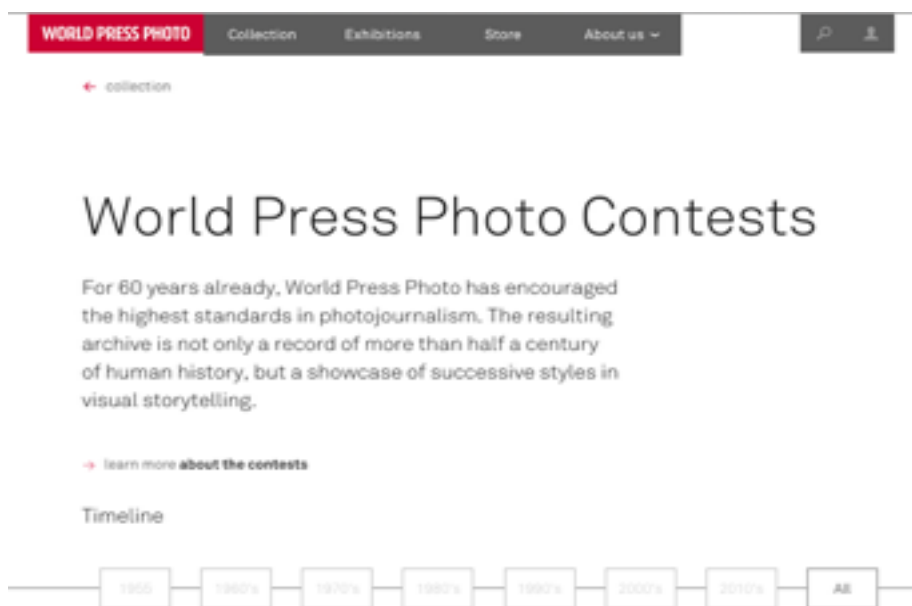 WORLD PRESS PHOTO Collection Exhibitions Store About us
collection
World Press Photo Contests
For 60 years already, World Press Photo has encouraged
the highest standards in photojournalism. The resulting
archive is not only a record of more than half a century
of human history, but a showcase of successive styles in
visual storytelling.
learn more about the contests
Timeline
1955 1960's 1970's 1980's 1990's 2000's 2010's All